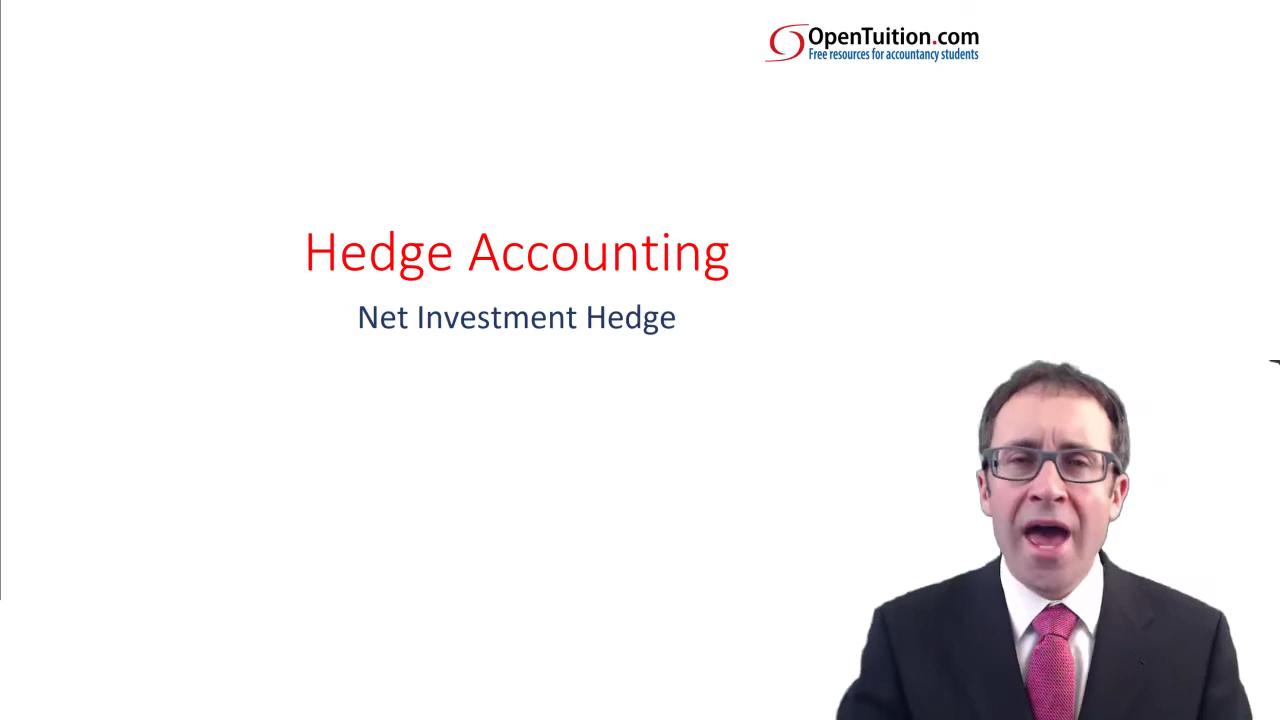 OpenTuition.com
Free resources for accountancy students
Hedge Accounting
Net Investment Hedge